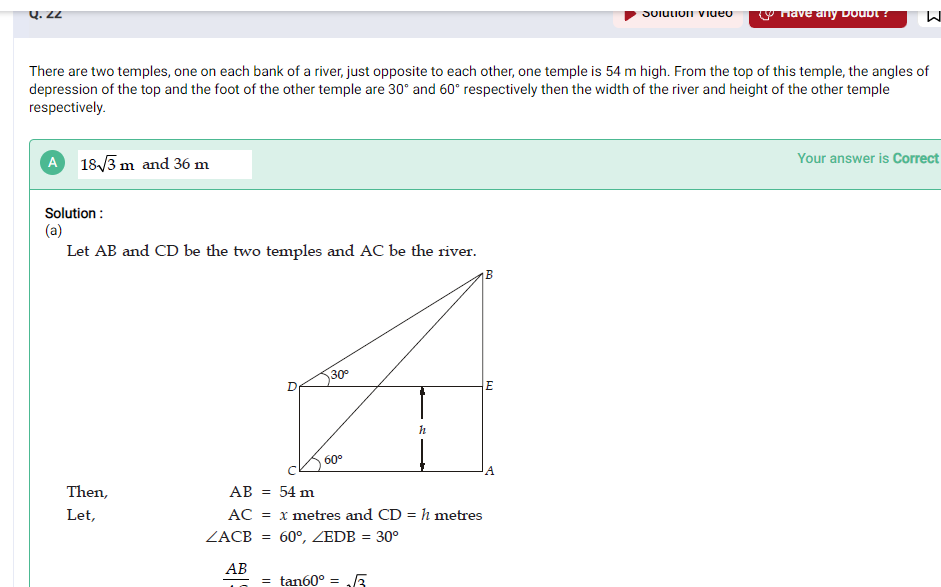 Q. 22
Solution Video
Have any Doubt ?
There are two temples, one on each bank of a river, just opposite to each other, one temple is 54 m high. From the top of this temple, the angles of
depression of the top and the foot of the other temple are 30° and 60° respectively then the width of the river and height of the other temple
respectively.
A
18√3 m and 36 m
Your answer is Correct
Solution :
(a)
Let AB and CD be the two temples and AC be the river.
B
30°
D
E
h
60°
C
A
Then, AB = 54 m
Let, AC = x metres and CD = h metres
∠ACB = 60°, ∠EDB = 30°
AB
= tan60° = √3